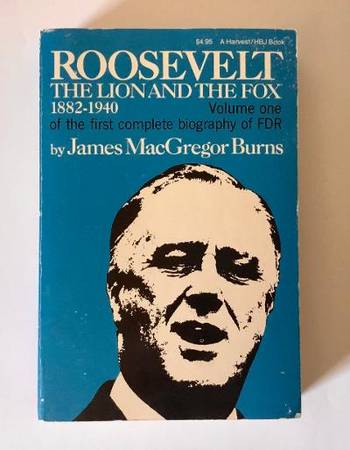 $4.95 A Harvest/HBJ Book
ROOSEVELT
THE LION AND THE FOX
1882-1940 Volume one
of the first complete biography of FDR
by James MacGregor Burns